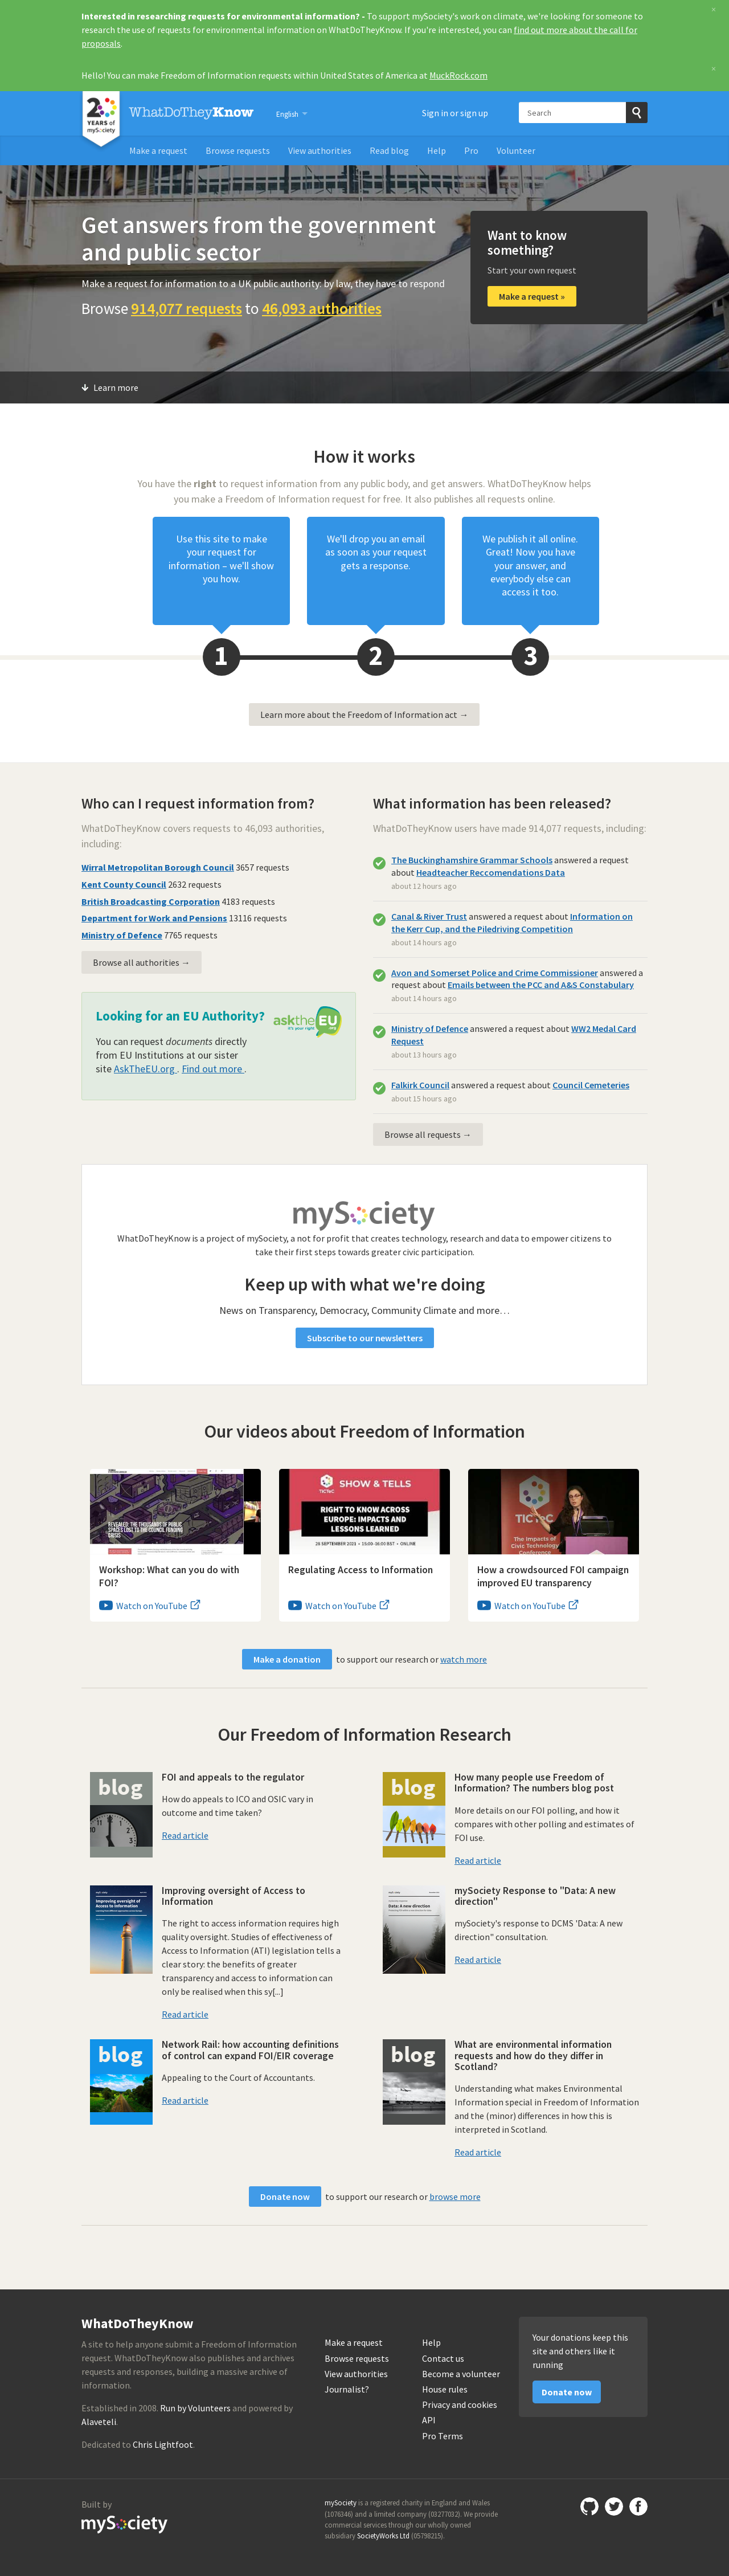 Interested in researching requests for environmental information? - To support mySociety's work on climate, we're looking for someone to
research the use of requests for environmental information on WhatDoTheyKnow. If you're interested, you can find out more about the call for
proposals.
Hello! You can make Freedom of Information requests within United States of America at MuckRock.com
20
YEARS of
mySociety
WhatDoTheyKnow
English
Sign in or sign up
Search
Make a request
Browse requests
View authorities
Read blog
Help
Pro
Volunteer
Get answers from the government
and public sector
Make a request for information to a UK public authority: by law, they have to respond
Browse 914,077 requests to 46,093 authorities
Want to know
something?
Start your own request
Make a request »
Learn more
How it works
You have the right to request information from any public body, and get answers. WhatDoTheyKnow helps
you make a Freedom of Information request for free. It also publishes all requests online.
Use this site to make
your request for
information – we'll show
you how.
We'll drop you an email
as soon as your request
gets a response.
We publish it all online.
Great! Now you have
your answer, and
everybody else can
access it too.
1
2
3
Learn more about the Freedom of Information act →
Who can I request information from?
WhatDoTheyKnow covers requests to 46,093 authorities,
including:
Wirral Metropolitan Borough Council 3657 requests
Kent County Council 2632 requests
British Broadcasting Corporation 4183 requests
Department for Work and Pensions 13116 requests
Ministry of Defence 7765 requests
Browse all authorities →
Looking for an EU Authority?
asktheEU
it's your right
You can request documents directly
from EU Institutions at our sister
site AskTheEU.org . Find out more .
What information has been released?
WhatDoTheyKnow users have made 914,077 requests, including:
The Buckinghamshire Grammar Schools answered a request
about Headteacher Reccomendations Data
about 12 hours ago
Canal & River Trust answered a request about Information on
the Kerr Cup, and the Piledriving Competition
about 14 hours ago
Avon and Somerset Police and Crime Commissioner answered a
request about Emails between the PCC and A&S Constabulary
about 14 hours ago
Ministry of Defence answered a request about WW2 Medal Card
Request
about 13 hours ago
Falkirk Council answered a request about Council Cemeteries
about 15 hours ago
Browse all requests →
mySociety
WhatDoTheyKnow is a project of mySociety, a not for profit that creates technology, research and data to empower citizens to
take their first steps towards greater civic participation.
Keep up with what we're doing
News on Transparency, Democracy, Community Climate and more…
Subscribe to our newsletters
Our videos about Freedom of Information
REVEALED: THE THOUSANDS OF PUBLIC
SPACES LOST TO THE COUNCIL FUNDING
CRISIS
Workshop: What can you do with
FOI?
Watch on YouTube
TICTeC
SHOW & TELLS
RIGHT TO KNOW ACROSS
EUROPE: IMPACTS AND
LESSONS LEARNED
Regulating Access to Information
Watch on YouTube
TICTeC
The Impacts of
Civic Technology
Conference
How a crowdsourced FOI campaign
improved EU transparency
Watch on YouTube
Make a donation to support our research or watch more
Our Freedom of Information Research
blog
FOI and appeals to the regulator
How do appeals to ICO and OSIC vary in
outcome and time taken?
Read article
blog
How many people use Freedom of
Information? The numbers blog post
More details on our FOI polling, and how it
compares with other polling and estimates of
FOI use.
Read article
Improving oversight of
Access to Information
Improving oversight of Access to
Information
The right to access information requires high
quality oversight. Studies of effectiveness of
Access to Information (ATI) legislation tells a
clear story: the benefits of greater
transparency and access to information can
only be realised when this sy[...]
Read article
Data: A new direction
mySociety Response to "Data: A new
direction"
mySociety's response to DCMS 'Data: A new
direction" consultation.
Read article
blog
Network Rail: how accounting definitions
of control can expand FOI/EIR coverage
Appealing to the Court of Accountants.
Read article
blog
What are environmental information
requests and how do they differ in
Scotland?
Understanding what makes Environmental
Information special in Freedom of Information
and the (minor) differences in how this is
interpreted in Scotland.
Read article
Donate now to support our research or browse more
WhatDoTheyKnow
A site to help anyone submit a Freedom of Information
request. WhatDoTheyKnow also publishes and archives
requests and responses, building a massive archive of
information.
Established in 2008. Run by Volunteers and powered by
Alaveteli.
Dedicated to Chris Lightfoot.
Make a request
Browse requests
View authorities
Journalist?
Help
Contact us
Become a volunteer
House rules
Privacy and cookies
API
Pro Terms
Your donations keep this
site and others like it
running
Donate now
Built by
mySociety
mySociety is a registered charity in England and Wales
(1076346) and a limited company (03277032). We provide
commercial services through our wholly owned
subsidiary SocietyWorks Ltd (05798215).